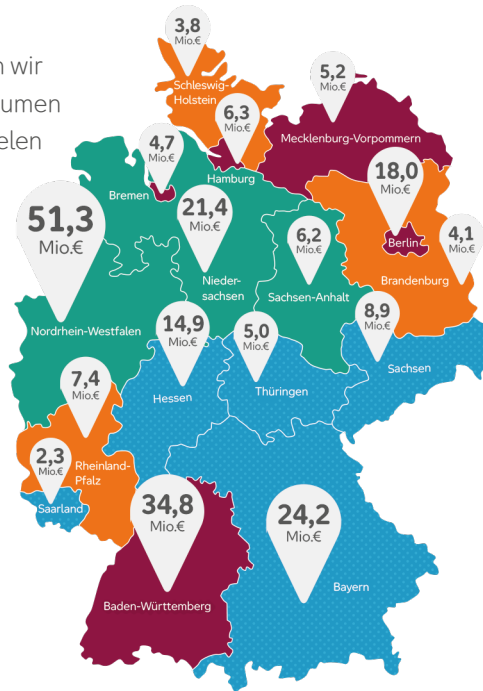 n wir
umen
elen
3,8
Mio.€
Schleswig-
Holstein
5,2
Mio.€
Mecklenburg-Vorpommern
6,3
Mio.€
Hamburg
4,7
Mio.€
Bremen
18,0
Mio.€
Berlin
51,3
Mio.€
Nordrhein-Westfalen
21,4
Mio.€
Nieder-
sachsen
6,2
Mio.€
Sachsen-Anhalt
4,1
Mio.€
Brandenburg
14,9
Mio.€
Hessen
5,0
Mio.€
Thüringen
8,9
Mio.€
Sachsen
7,4
Mio.€
Rheinland-
Pfalz
2,3
Mio.€
Saarland
34,8
Mio.€
Baden-Württemberg
24,2
Mio.€
Bayern